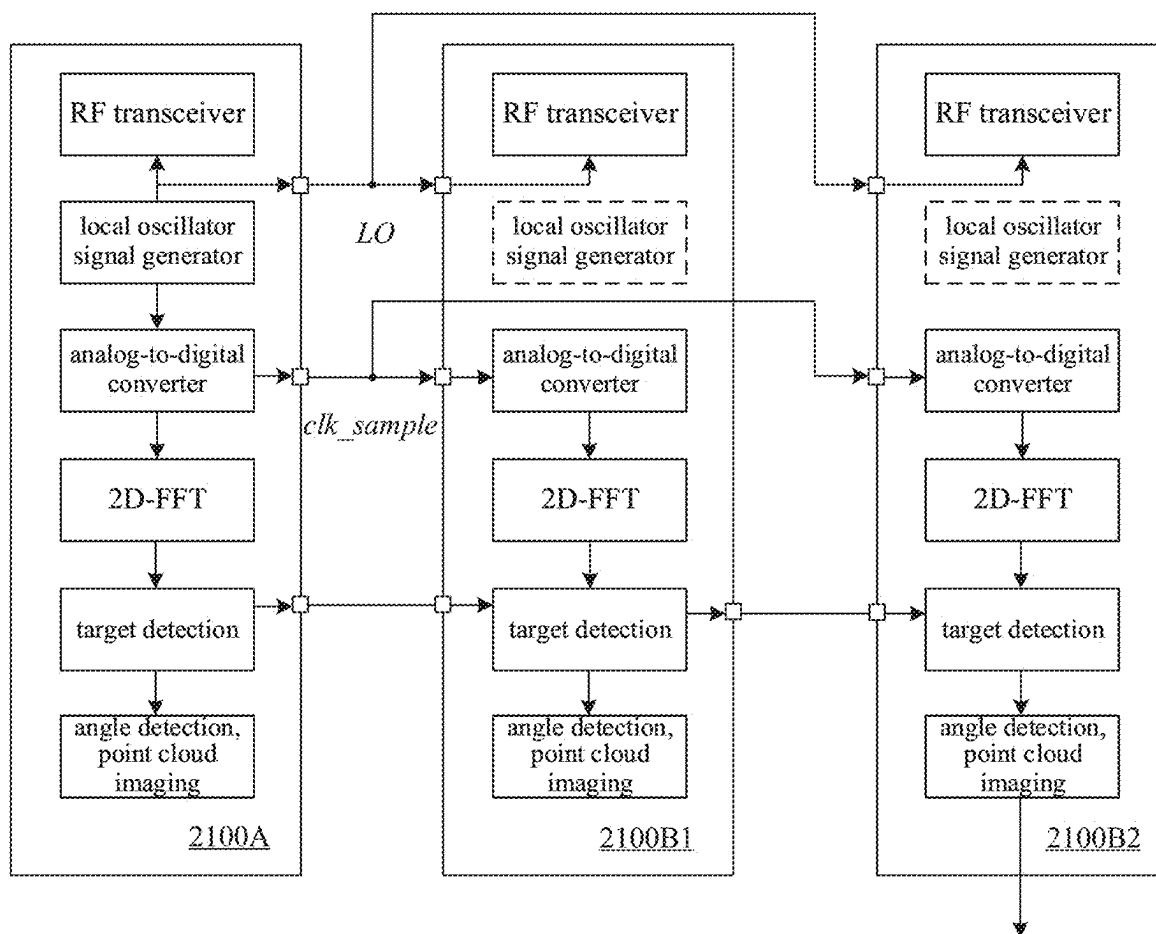 RF transceiver
local oscillator
signal generator
analog-to-digital
converter
2D-FFT
target detection
angle detection,
point cloud
imaging
2100A
LO
clk_sample
RF transceiver
local oscillator
signal generator
analog-to-digital
converter
2D-FFT
target detection
angle detection,
point cloud
imaging
2100B1
RF transceiver
local oscillator
signal generator
analog-to-digital
converter
2D-FFT
target detection
angle detection,
point cloud
imaging
2100B2